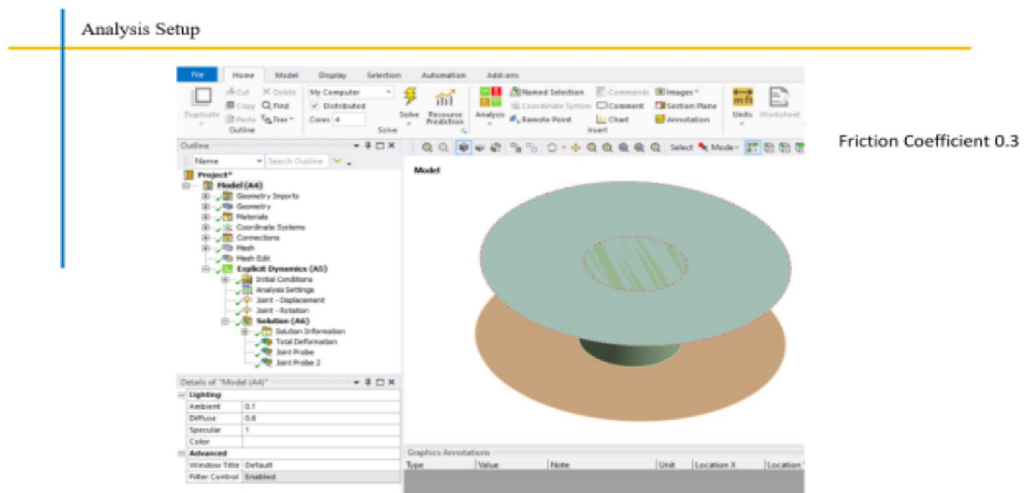 Analysis Setup
File Home Model Display Selection Automation Add-ons
Duplicate Cut Delete My Computer Named Selection Commands Images
Copy Find Distributed Coordinate System Comment Section Plane
Paste Tree Cores 4 Solve Resource Prediction Analysis Remote Point Chart Annotation Units Worksheet
Outline Solve Insert
Friction Coefficient 0.3
Outline
Name Search Outline Select Mode
Project*
Model (A4)
Geometry Imports
Geometry
Materials
Coordinate Systems
Connections
Mesh
Mesh Edit
Explicit Dynamics (A5)
Initial Conditions
Analysis Settings
Joint - Displacement
Joint - Rotation
Solution (A6)
Solution Information
Total Deformation
Joint Probe
Joint Probe 2
Model
Details of "Model (A4)"
Lighting
Ambient 0.1
Diffuse 0.6
Specular 1
Color
Advanced
Window Title Default
Filter Control Enabled
Graphics Annotations
Type Value Note Unit Location X Location